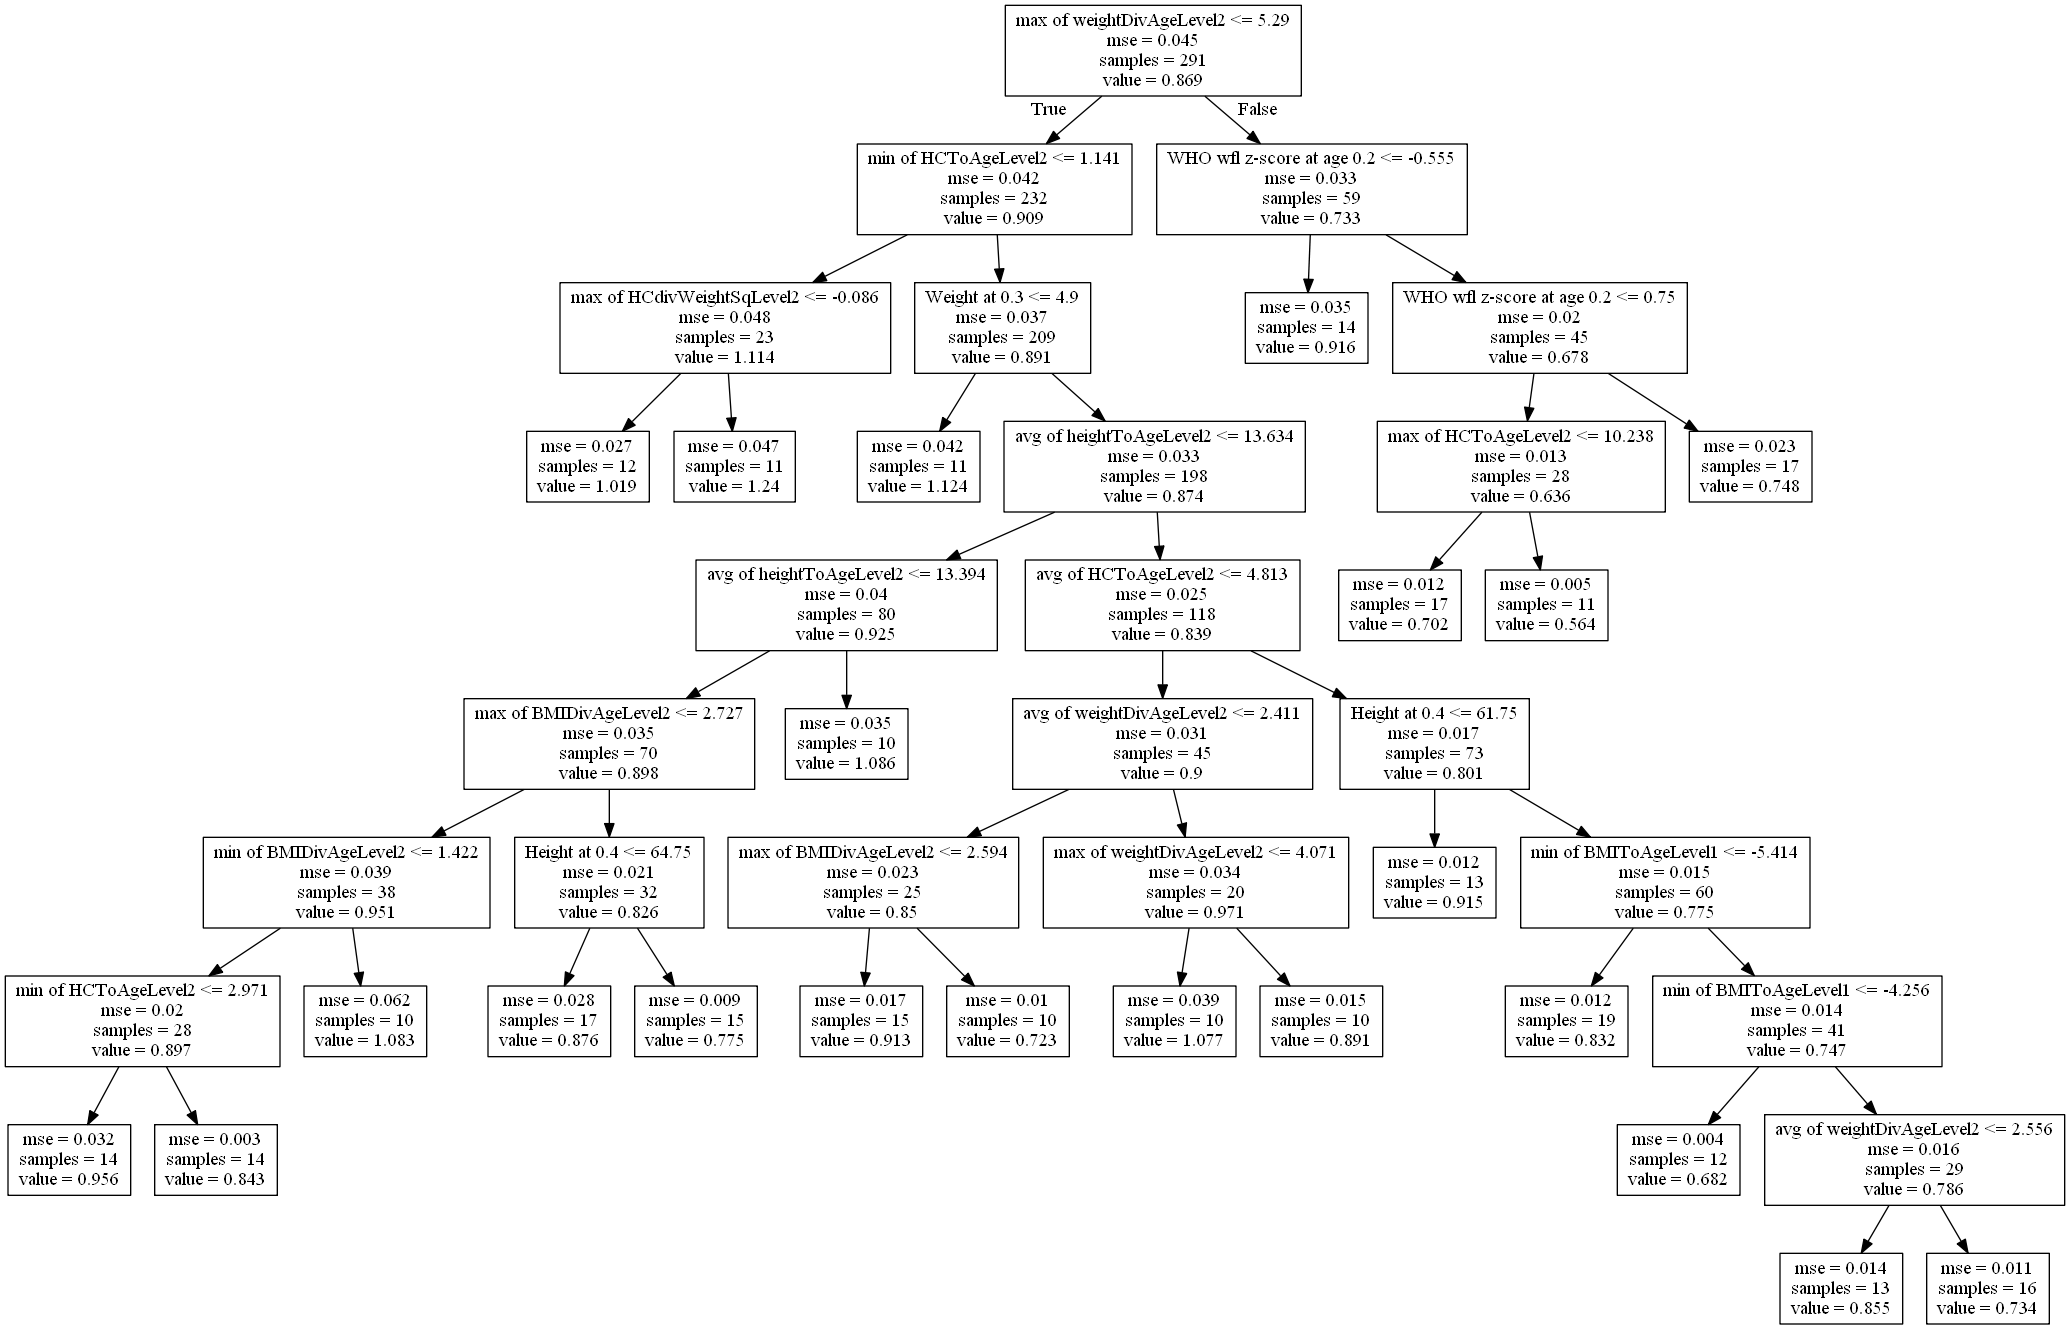 max of weightDivAgeLevel2 <= 5.29
mse = 0.045
samples = 291
value = 0.869
True
False
min of HCToAgeLevel2 <= 1.141
mse = 0.042
samples = 232
value = 0.909
WHO wfl z-score at age 0.2 <= -0.555
mse = 0.033
samples = 59
value = 0.733
max of HCdivWeightSqLevel2 <= -0.086
mse = 0.048
samples = 23
value = 1.114
Weight at 0.3 <= 4.9
mse = 0.037
samples = 209
value = 0.891
mse = 0.035
samples = 14
value = 0.916
WHO wfl z-score at age 0.2 <= 0.75
mse = 0.02
samples = 45
value = 0.678
mse = 0.027
samples = 12
value = 1.019
mse = 0.047
samples = 11
value = 1.24
mse = 0.042
samples = 11
value = 1.124
avg of heightToAgeLevel2 <= 13.634
mse = 0.033
samples = 198
value = 0.874
max of HCToAgeLevel2 <= 10.238
mse = 0.013
samples = 28
value = 0.636
mse = 0.023
samples = 17
value = 0.748
avg of heightToAgeLevel2 <= 13.394
mse = 0.04
samples = 80
value = 0.925
avg of HCToAgeLevel2 <= 4.813
mse = 0.025
samples = 118
value = 0.839
mse = 0.012
samples = 17
value = 0.702
mse = 0.005
samples = 11
value = 0.564
max of BMIDivAgeLevel2 <= 2.727
mse = 0.035
samples = 70
value = 0.898
mse = 0.035
samples = 10
value = 1.086
avg of weightDivAgeLevel2 <= 2.411
mse = 0.031
samples = 45
value = 0.9
Height at 0.4 <= 61.75
mse = 0.017
samples = 73
value = 0.801
min of BMIDivAgeLevel2 <= 1.422
mse = 0.039
samples = 38
value = 0.951
Height at 0.4 <= 64.75
mse = 0.021
samples = 32
value = 0.826
max of BMIDivAgeLevel2 <= 2.594
mse = 0.023
samples = 25
value = 0.85
max of weightDivAgeLevel2 <= 4.071
mse = 0.034
samples = 20
value = 0.971
mse = 0.012
samples = 13
value = 0.915
min of BMIToAgeLevel1 <= -5.414
mse = 0.015
samples = 60
value = 0.775
min of HCToAgeLevel2 <= 2.971
mse = 0.02
samples = 28
value = 0.897
mse = 0.062
samples = 10
value = 1.083
mse = 0.028
samples = 17
value = 0.876
mse = 0.009
samples = 15
value = 0.775
mse = 0.017
samples = 15
value = 0.913
mse = 0.01
samples = 10
value = 0.723
mse = 0.039
samples = 10
value = 1.077
mse = 0.015
samples = 10
value = 0.891
mse = 0.012
samples = 19
value = 0.832
min of BMIToAgeLevel1 <= -4.256
mse = 0.014
samples = 41
value = 0.747
mse = 0.032
samples = 14
value = 0.956
mse = 0.003
samples = 14
value = 0.843
mse = 0.004
samples = 12
value = 0.682
avg of weightDivAgeLevel2 <= 2.556
mse = 0.016
samples = 29
value = 0.786
mse = 0.014
samples = 13
value = 0.855
mse = 0.011
samples = 16
value = 0.734